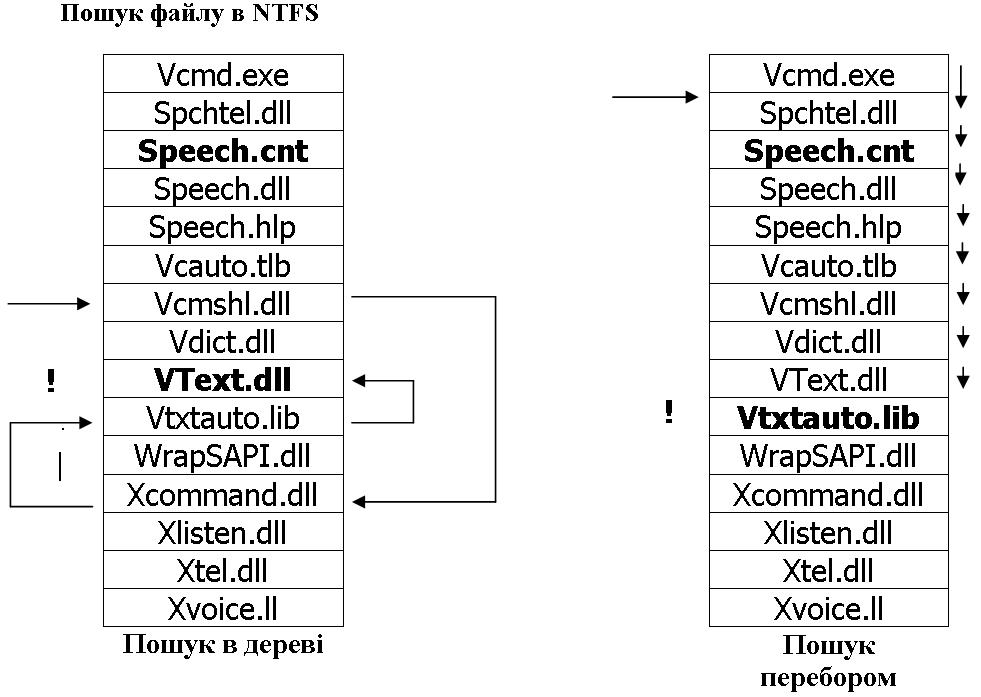 Пошук файлу в NTFS
Vcmd.exe
Spchtel.dll
Speech.cnt
Speech.dll
Speech.hlp
Vcauto.tlb
Vcmshl.dll
Vdict.dll
! VText.dll
Vtxtauto.lib
WrapSAPI.dll
Xcommand.dll
Xlisten.dll
Xtel.dll
Xvoice.ll
Пошук в дереві
Vcmd.exe
Spchtel.dll
Speech.cnt
Speech.dll
Speech.hlp
Vcauto.tlb
Vcmshl.dll
Vdict.dll
VText.dll
! Vtxtauto.lib
WrapSAPI.dll
Xcommand.dll
Xlisten.dll
Xtel.dll
Xvoice.ll
Пошук
перебором